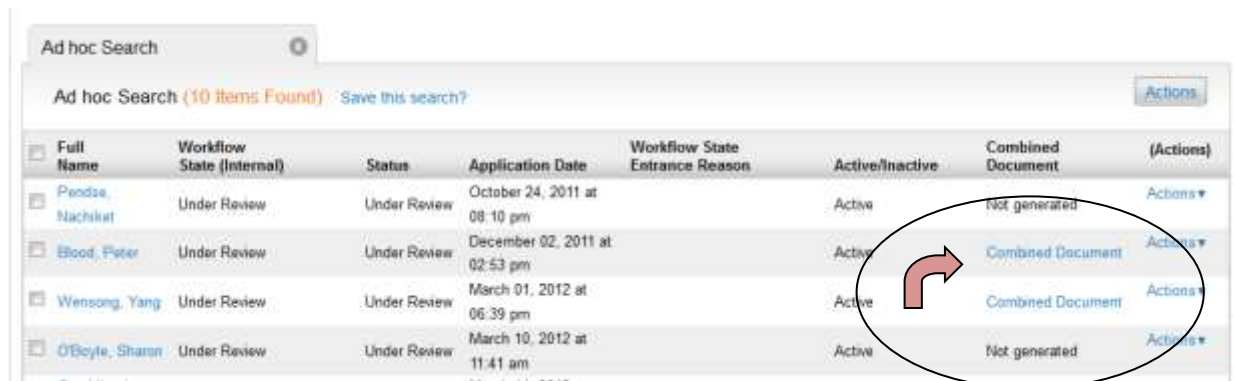 Ad hoc Search
Ad hoc Search (10 Items Found) Save this search? Actions
Full Name Workflow State (Internal) Status Application Date Workflow State Entrance Reason Active/Inactive Combined Document (Actions)
Pendse, Nachiket Under Review Under Review October 24, 2011 at 08:10 pm Active Not generated Actions▾
Blood, Peter Under Review Under Review December 02, 2011 at 02:53 pm Active Combined Document Actions▾
Wensong, Yang Under Review Under Review March 01, 2012 at 06:39 pm Active Combined Document Actions▾
O'Boyle, Sharon Under Review Under Review March 10, 2012 at 11:41 am Active Not generated Actions▾